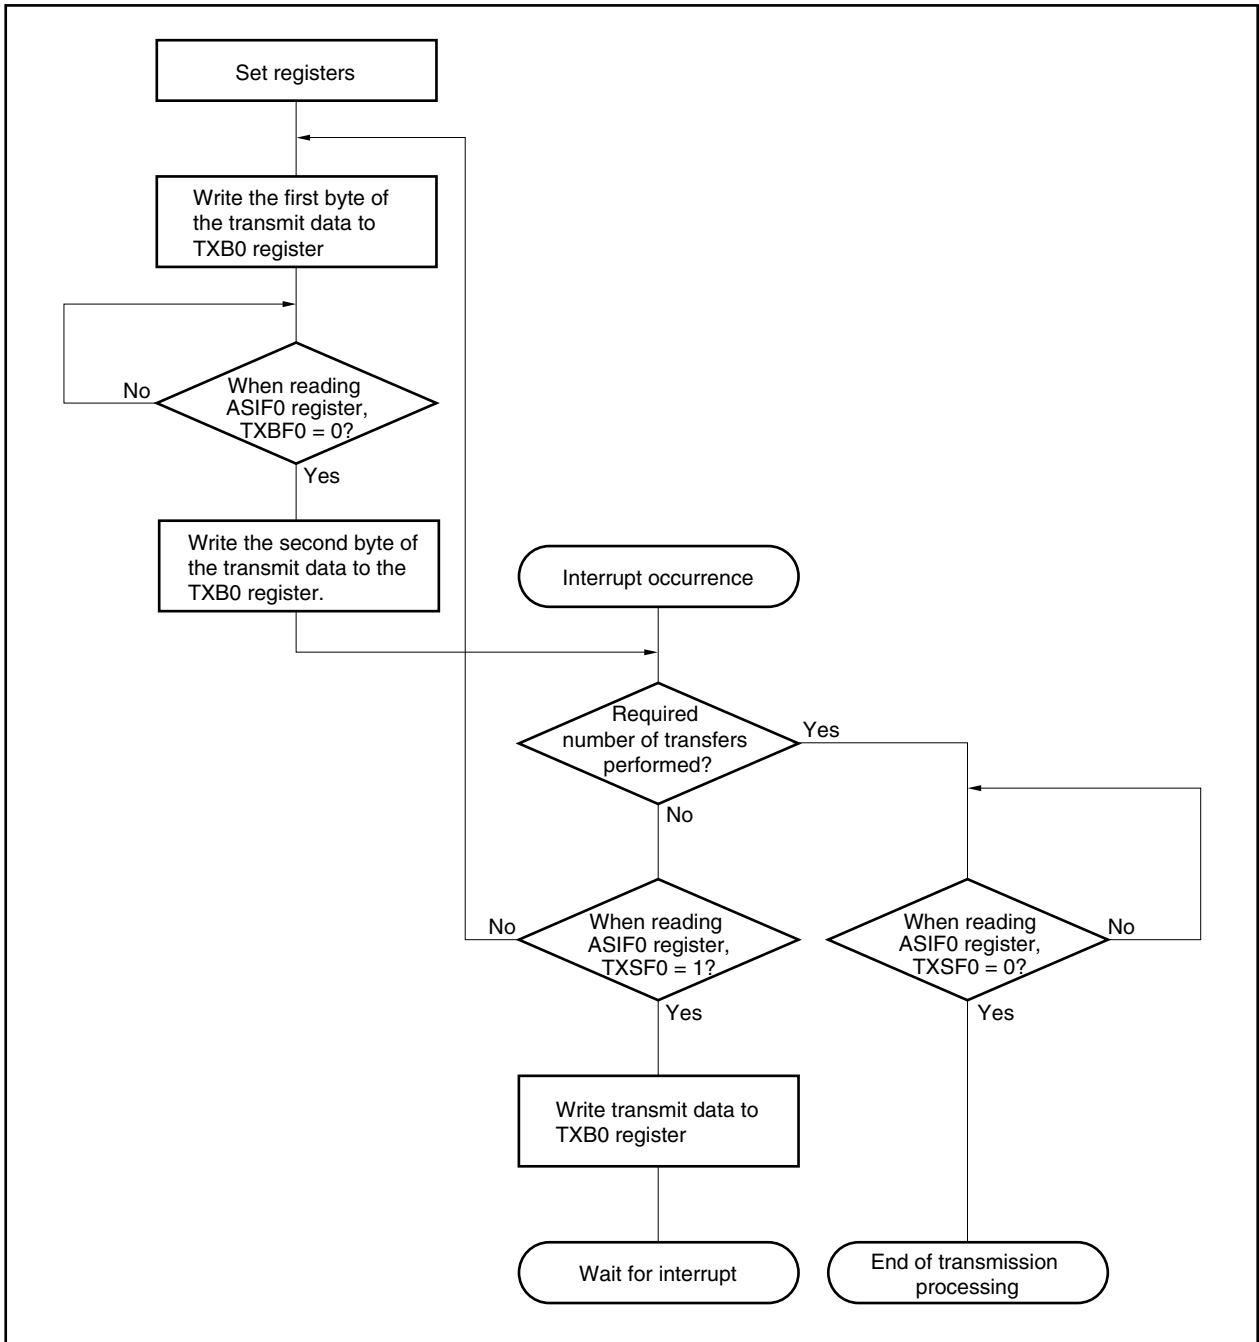 Set registers
Write the first byte of
the transmit data to
TXB0 register
No
When reading
ASIF0 register,
TXBF0 = 0?
Yes
Write the second byte of
the transmit data to the
TXB0 register.
Interrupt occurrence
Required
number of transfers
performed?
Yes
No
No
When reading
ASIF0 register,
TXSF0 = 1?
Yes
When reading
ASIF0 register,
TXSF0 = 0?
No
Yes
Write transmit data to
TXB0 register
Wait for interrupt
End of transmission
processing